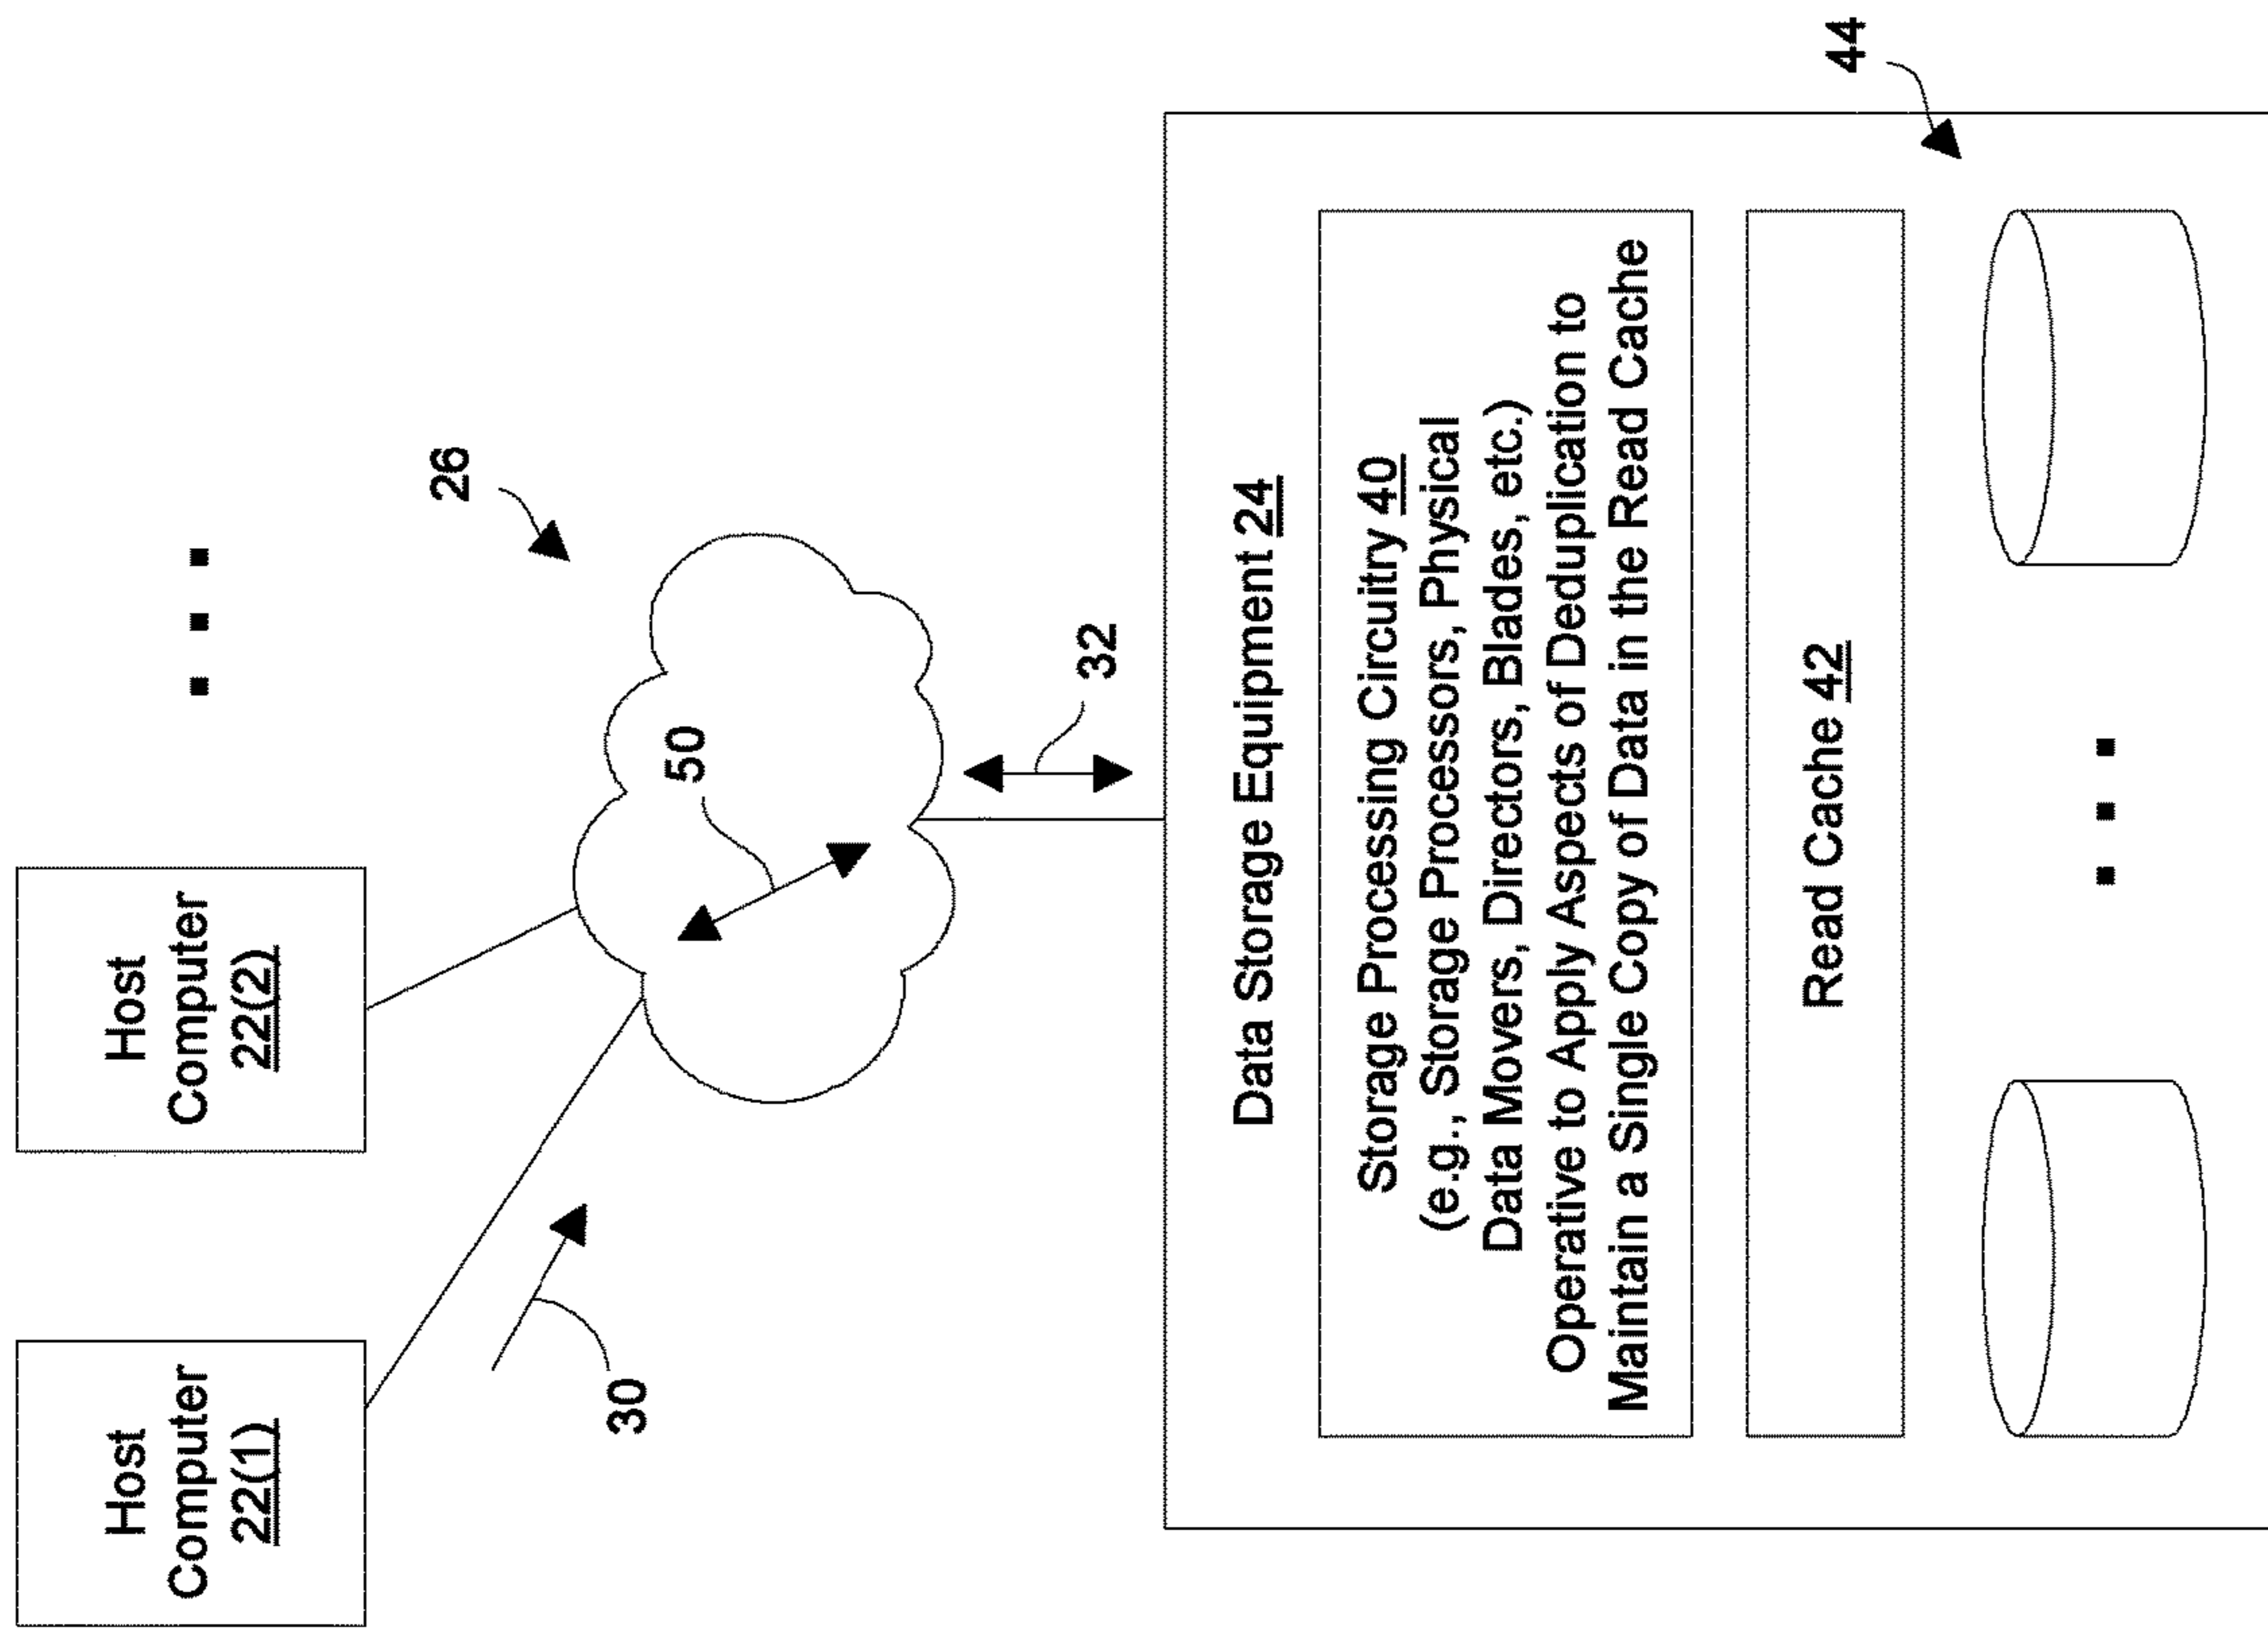 Host
Computer
22(1)
Host
Computer
22(2)
26
30
50
32
Data Storage Equipment 24
Storage Processing Circuitry 40
(e.g., Storage Processors, Physical
Data Movers, Directors, Blades, etc.)
Operative to Apply Aspects of Deduplication to
Maintain a Single Copy of Data in the Read Cache
Read Cache 42
44